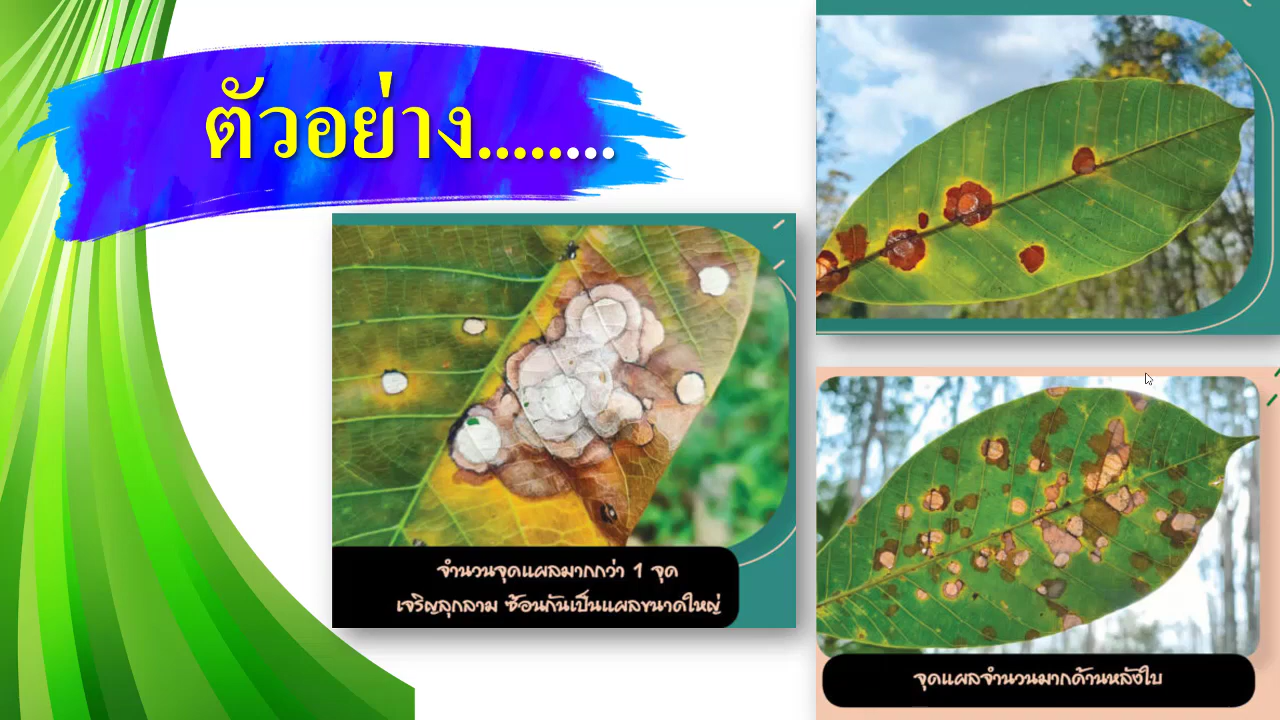 ตัวอย่าง........
จำนวนจุดแผลมากกว่า 1 จุด
เจริญลุกลาม ซ้อนกันเป็นแผลขนาดใหญ่
จุดแผลจำนวนมากด้านหลังใบ